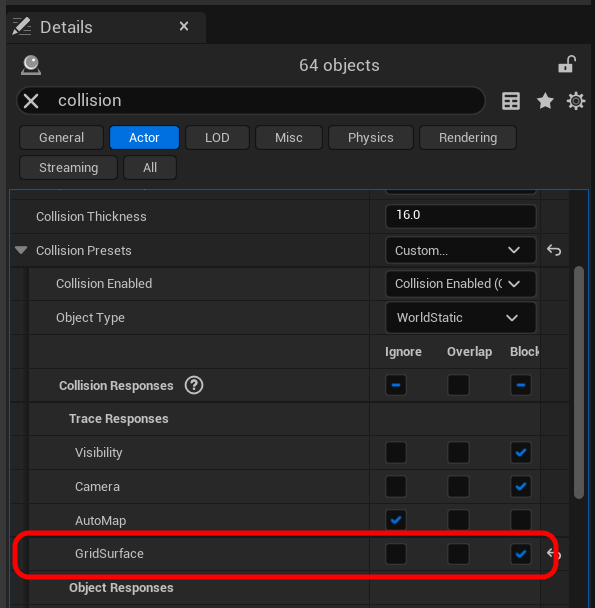 Details
64 objects
collision
General Actor LOD Misc Physics Rendering
Streaming All
Collision Thickness 16.0
Collision Presets Custom...
Collision Enabled Collision Enabled (
Object Type WorldStatic
Ignore Overlap Block
Collision Responses ?
Trace Responses
Visibility
Camera
AutoMap
GridSurface
Object Responses